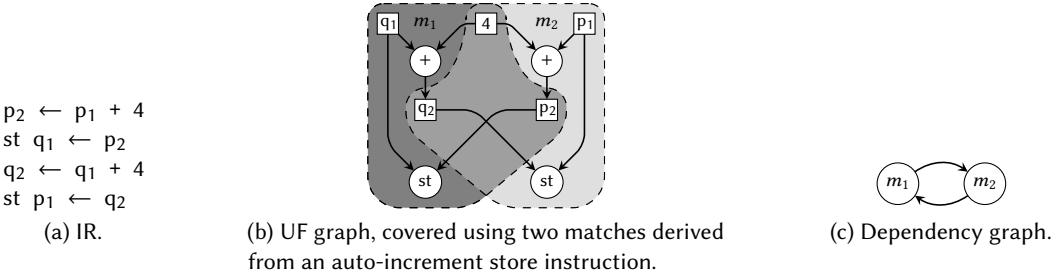 q₁ m₁ 4 m₂ p₁
+ +
q₂ p₂
st st
p₂ ← p₁ + 4
st q₁ ← p₂
q₂ ← q₁ + 4
st p₁ ← q₂
(a) IR.
(b) UF graph, covered using two matches derived
from an auto-increment store instruction.
m₁ m₂
(c) Dependency graph.